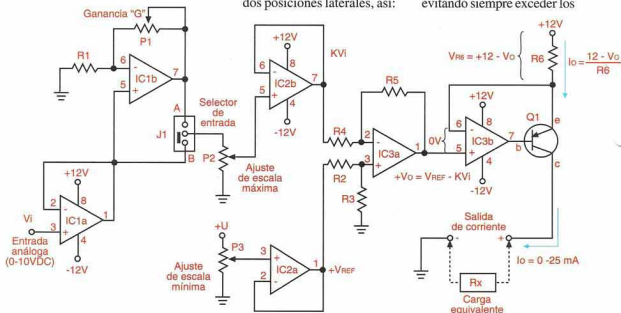 dos posiciones laterales, así:
evitando siempre exceder los
Ganancia "G"
P1
R1
6
-
IC1b
7
5
+
A
J1
B
Selector
de
entrada
P2
Ajuste
de escala
máxima
+12V
2
-
8
IC1a
1
Vi
3
+
4
-12V
Entrada
análoga
(0-10VDC)
+12V
KVi
6
-
8
IC2b
7
5
+
4
-12V
+U
P3
Ajuste
de escala
mínima
3
+
IC2a
1
2
-
+VREF
R5
R4
2
-
IC3a
1
R2
3
+
R3
+Vo = VREF - KVi
0V
+12V
6
-
8
IC3b
7
5
+
4
-12V
+12V
VR6 = +12 - Vo
R6
Io = 12 - Vo
R6
Q1
e
b
c
Salida
de corriente
-
+
Io = 0 -25 mA
Rx
Carga
equivalente